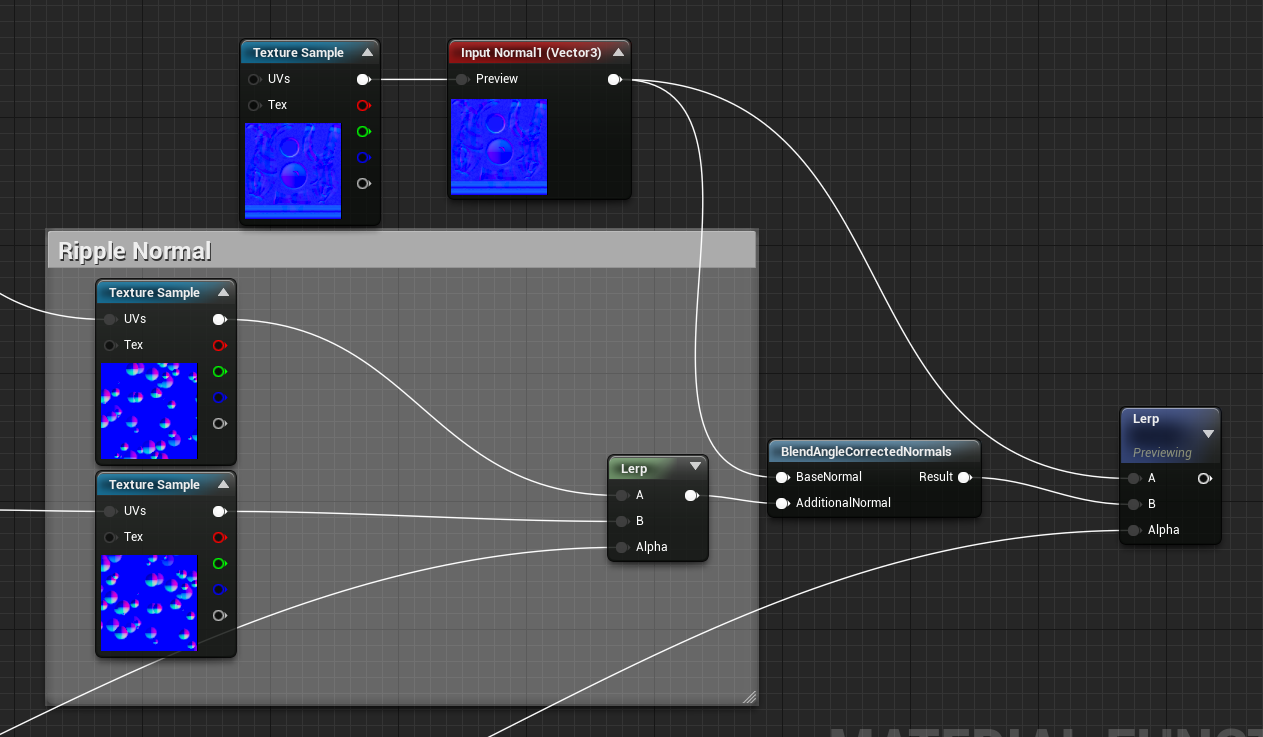 Texture Sample
UVs
Tex
Input Normal1 (Vector3)
Preview
Ripple Normal
Texture Sample
UVs
Tex
Texture Sample
UVs
Tex
Lerp
A
B
Alpha
BlendAngleCorrectedNormals
BaseNormal Result
AdditionalNormal
Lerp
Previewing
A
B
Alpha
MATERIAL